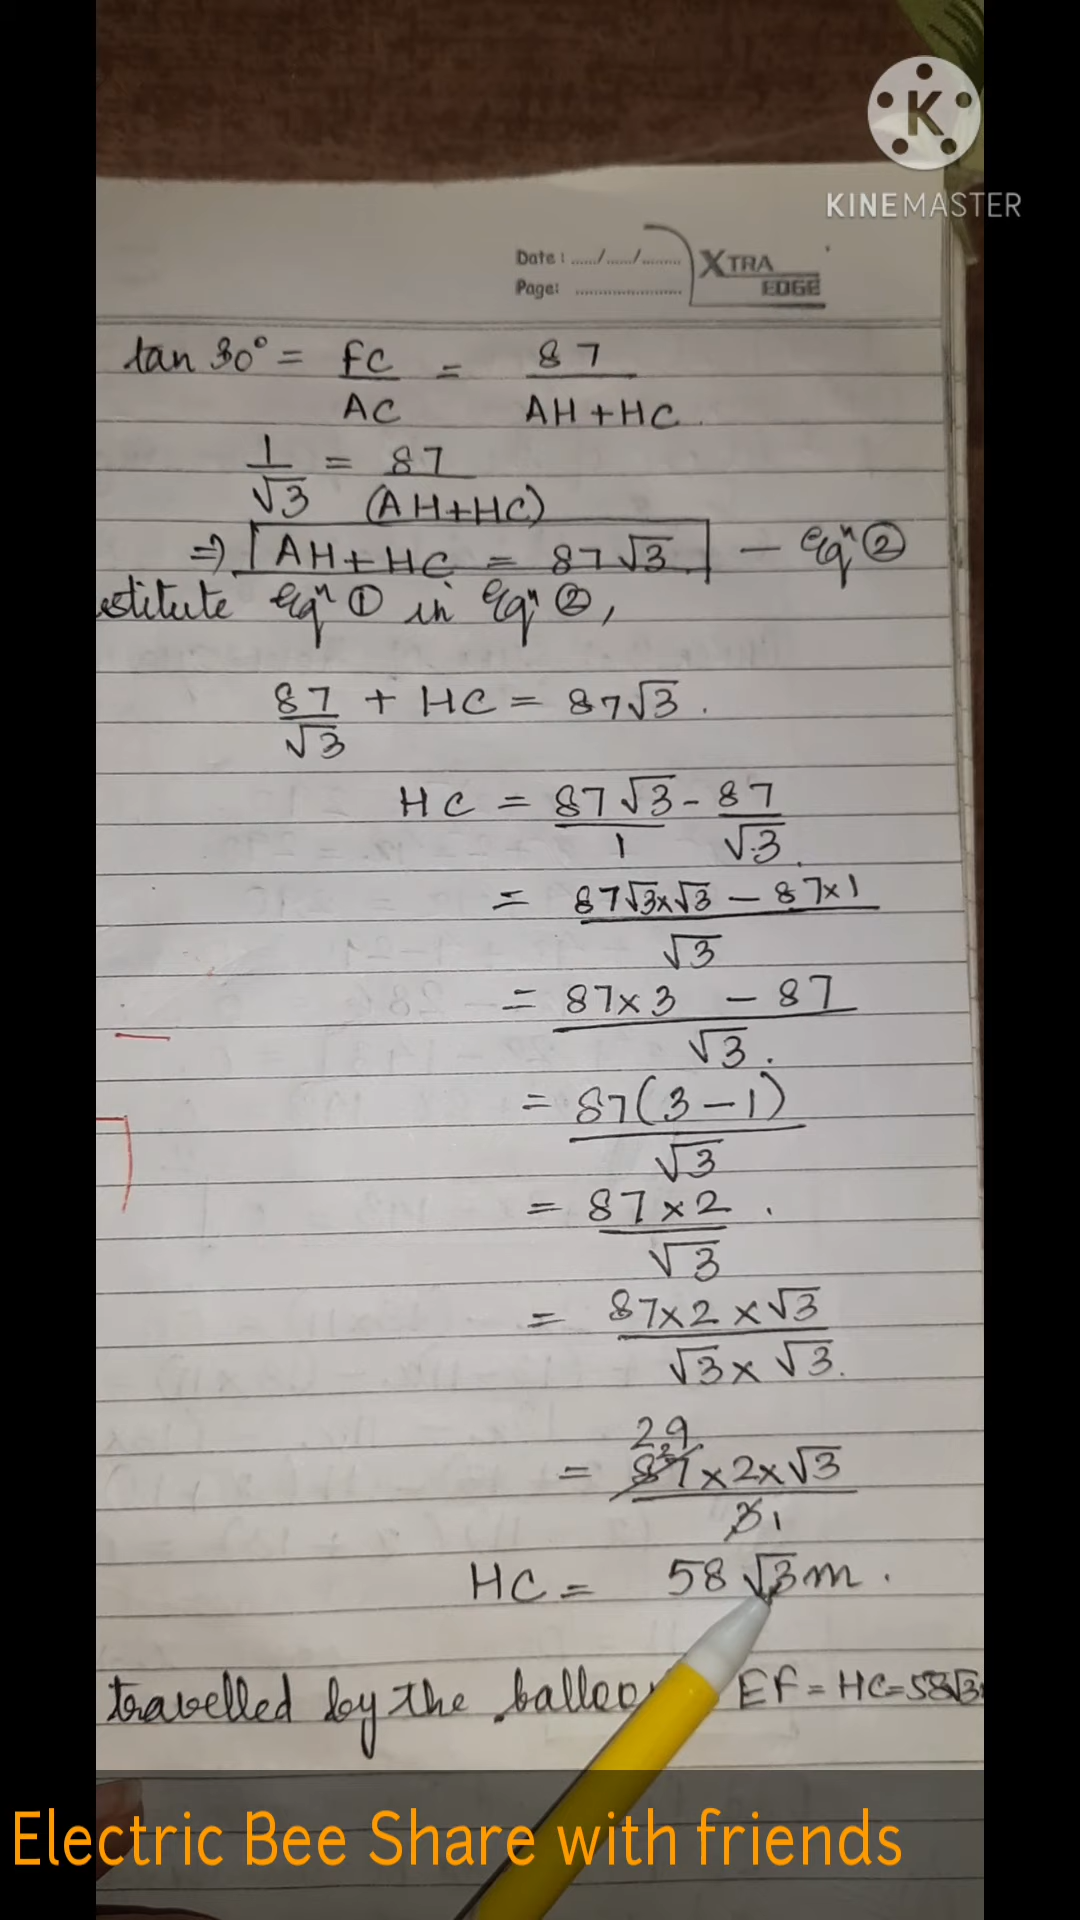 K
KINEMASTER
Date : ....../....../........
Page: ......................
XTRA EDGE
tan 30° = FC/AC = 87/AH+HC.
1/√3 = 87/(AH+HC)
⇒ AH+HC = 87√3. — eqⁿ ②
stitute eqⁿ ① in eqⁿ ②,
87/√3 + HC = 87√3.
HC = 87√3/1 - 87/√3.
= 87√3×√3 — 87×1/√3
= 87×3 - 87/√3.
= 87(3-1)/√3
= 87×2/√3.
= 87×2×√3/√3×√3.
29
= 87×2×√3/3 1
HC = 58√3m.
travelled by the balloo EF = HC=58√3
Electric Bee Share with friends